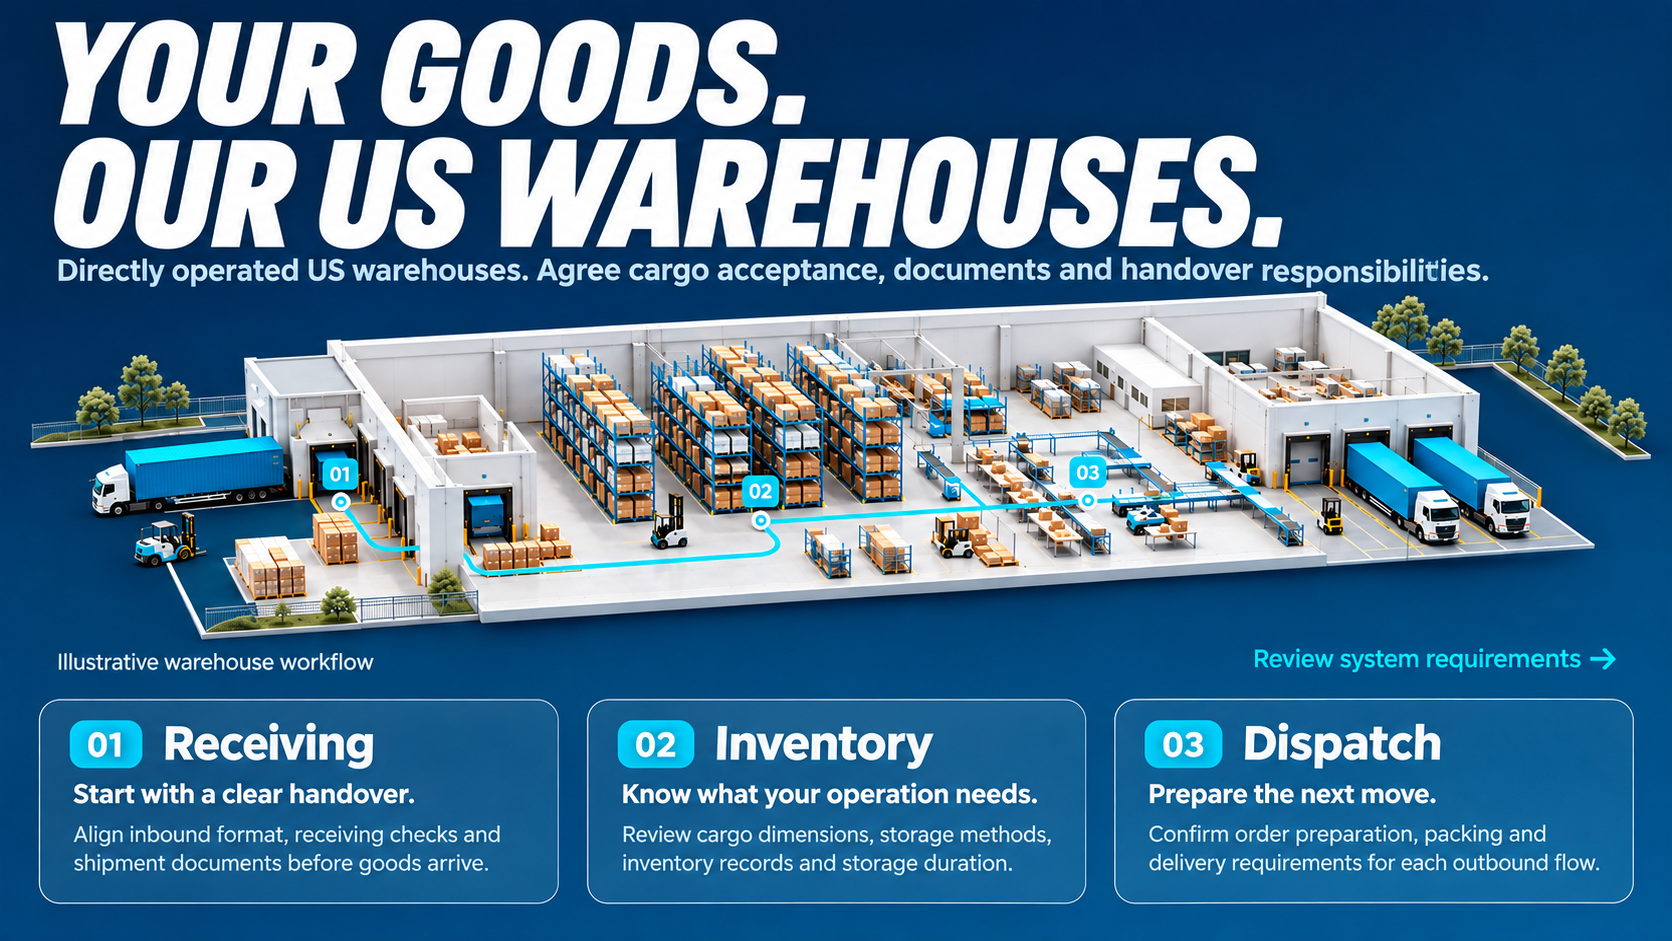 YOUR GOODS.
OUR US WAREHOUSES.
Directly operated US warehouses. Agree cargo acceptance, documents and handover responsibilities.
01
02
03
Illustrative warehouse workflow
Review system requirements →
01 Receiving
Start with a clear handover.
Align inbound format, receiving checks and
shipment documents before goods arrive.
02 Inventory
Know what your operation needs.
Review cargo dimensions, storage methods,
inventory records and storage duration.
03 Dispatch
Prepare the next move.
Confirm order preparation, packing and
delivery requirements for each outbound flow.